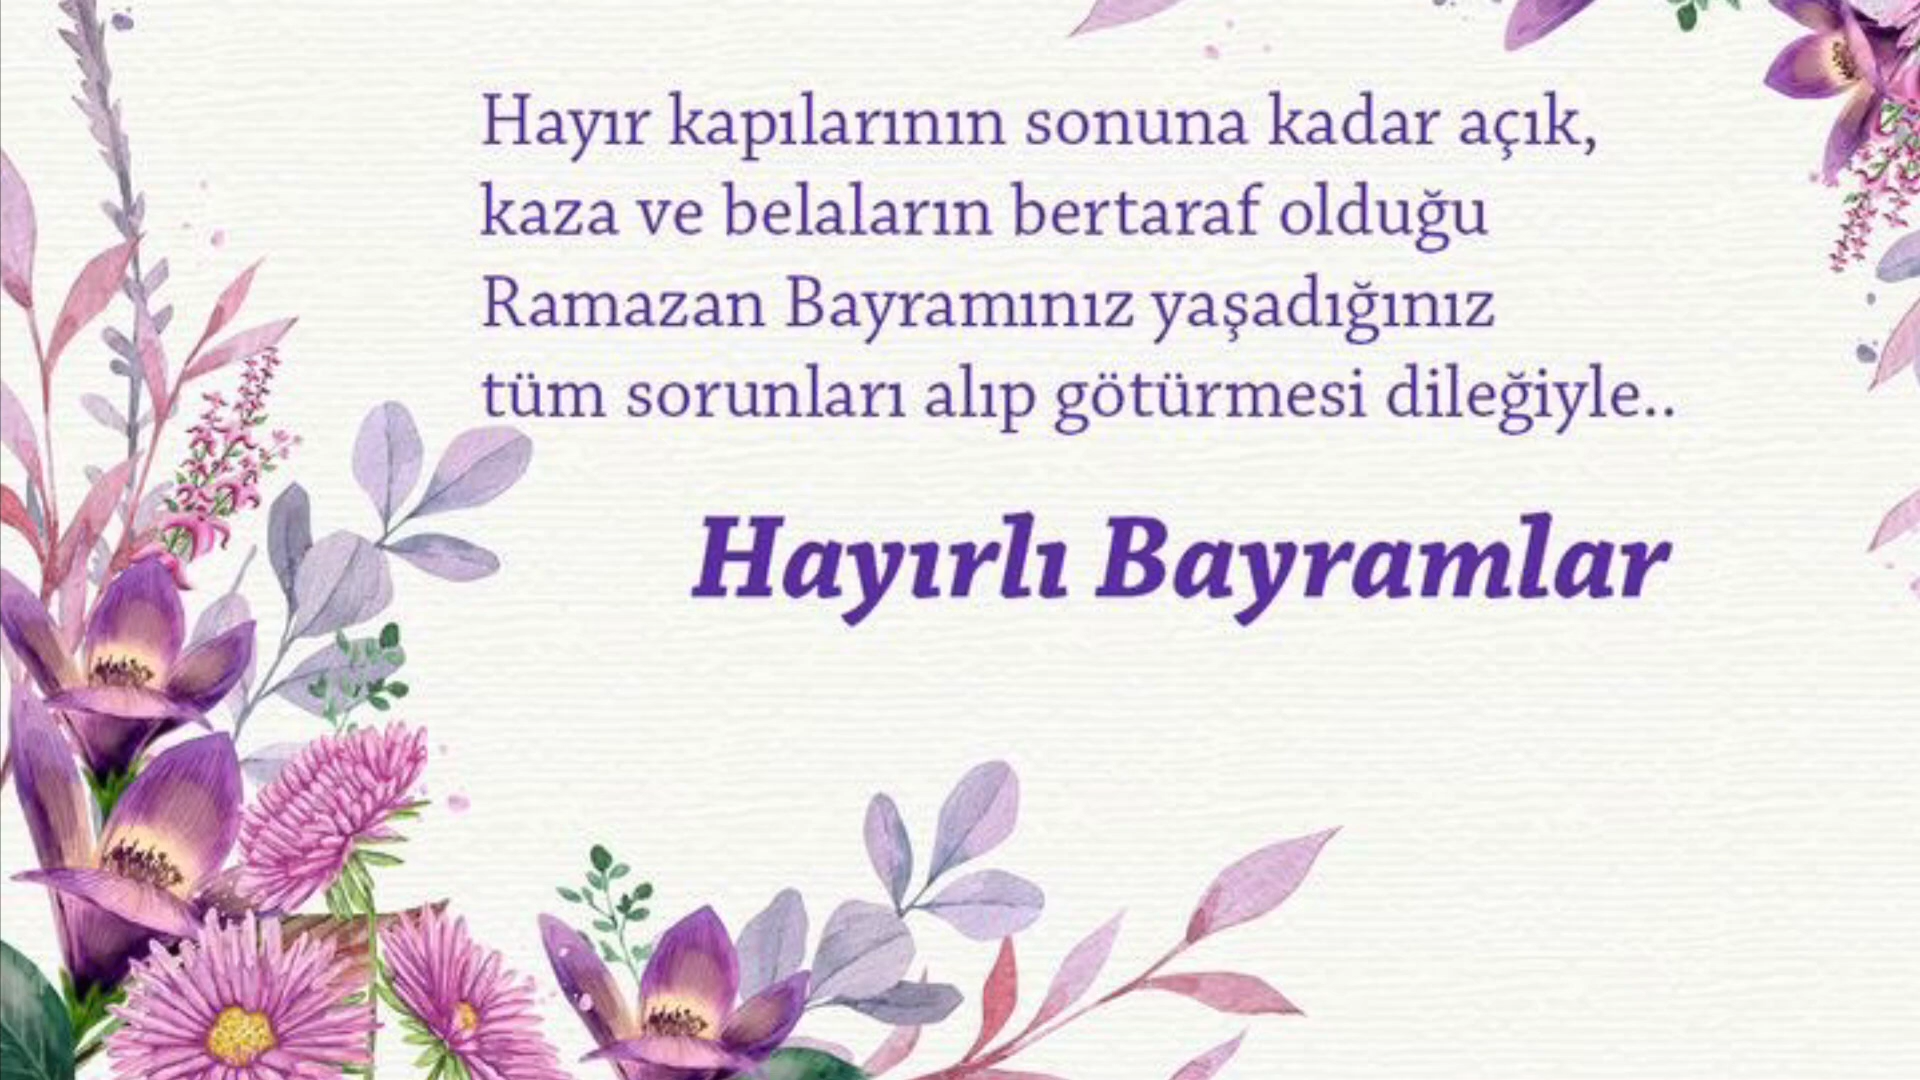 Hayır kapılarının sonuna kadar açık,
kaza ve belaların bertaraf olduğu
Ramazan Bayramınız yaşadığınız
tüm sorunları alıp götürmesi dileğiyle..
Hayırlı Bayramlar